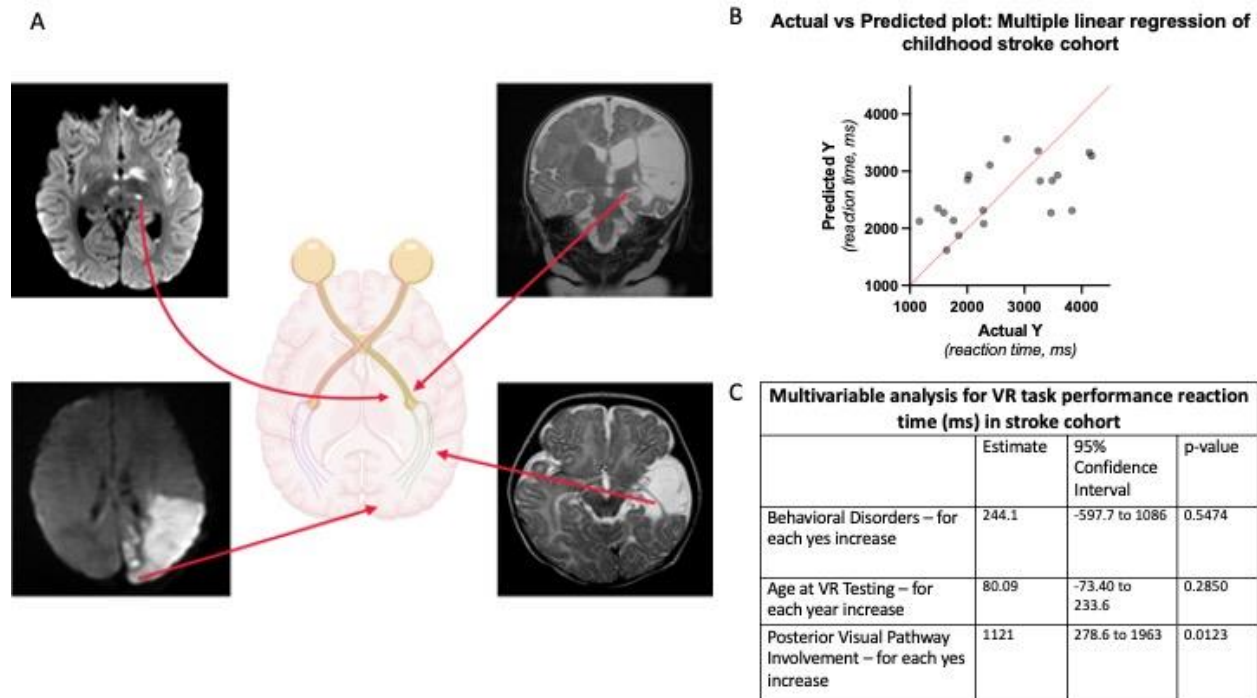 A
B
Actual vs Predicted plot: Multiple linear regression of
childhood stroke cohort
4000
3000
2000
1000
Predicted Y
(reaction time, ms)
1000 2000 3000 4000
Actual Y
(reaction time, ms)
C
Multivariable analysis for VR task performance reaction
time (ms) in stroke cohort
Estimate
95%
Confidence
Interval
p-value
Behavioral Disorders – for
each yes increase
244.1
-597.7 to 1086
0.5474
Age at VR Testing – for
each year increase
80.09
-73.40 to
233.6
0.2850
Posterior Visual Pathway
Involvement – for each yes
increase
1121
278.6 to 1963
0.0123